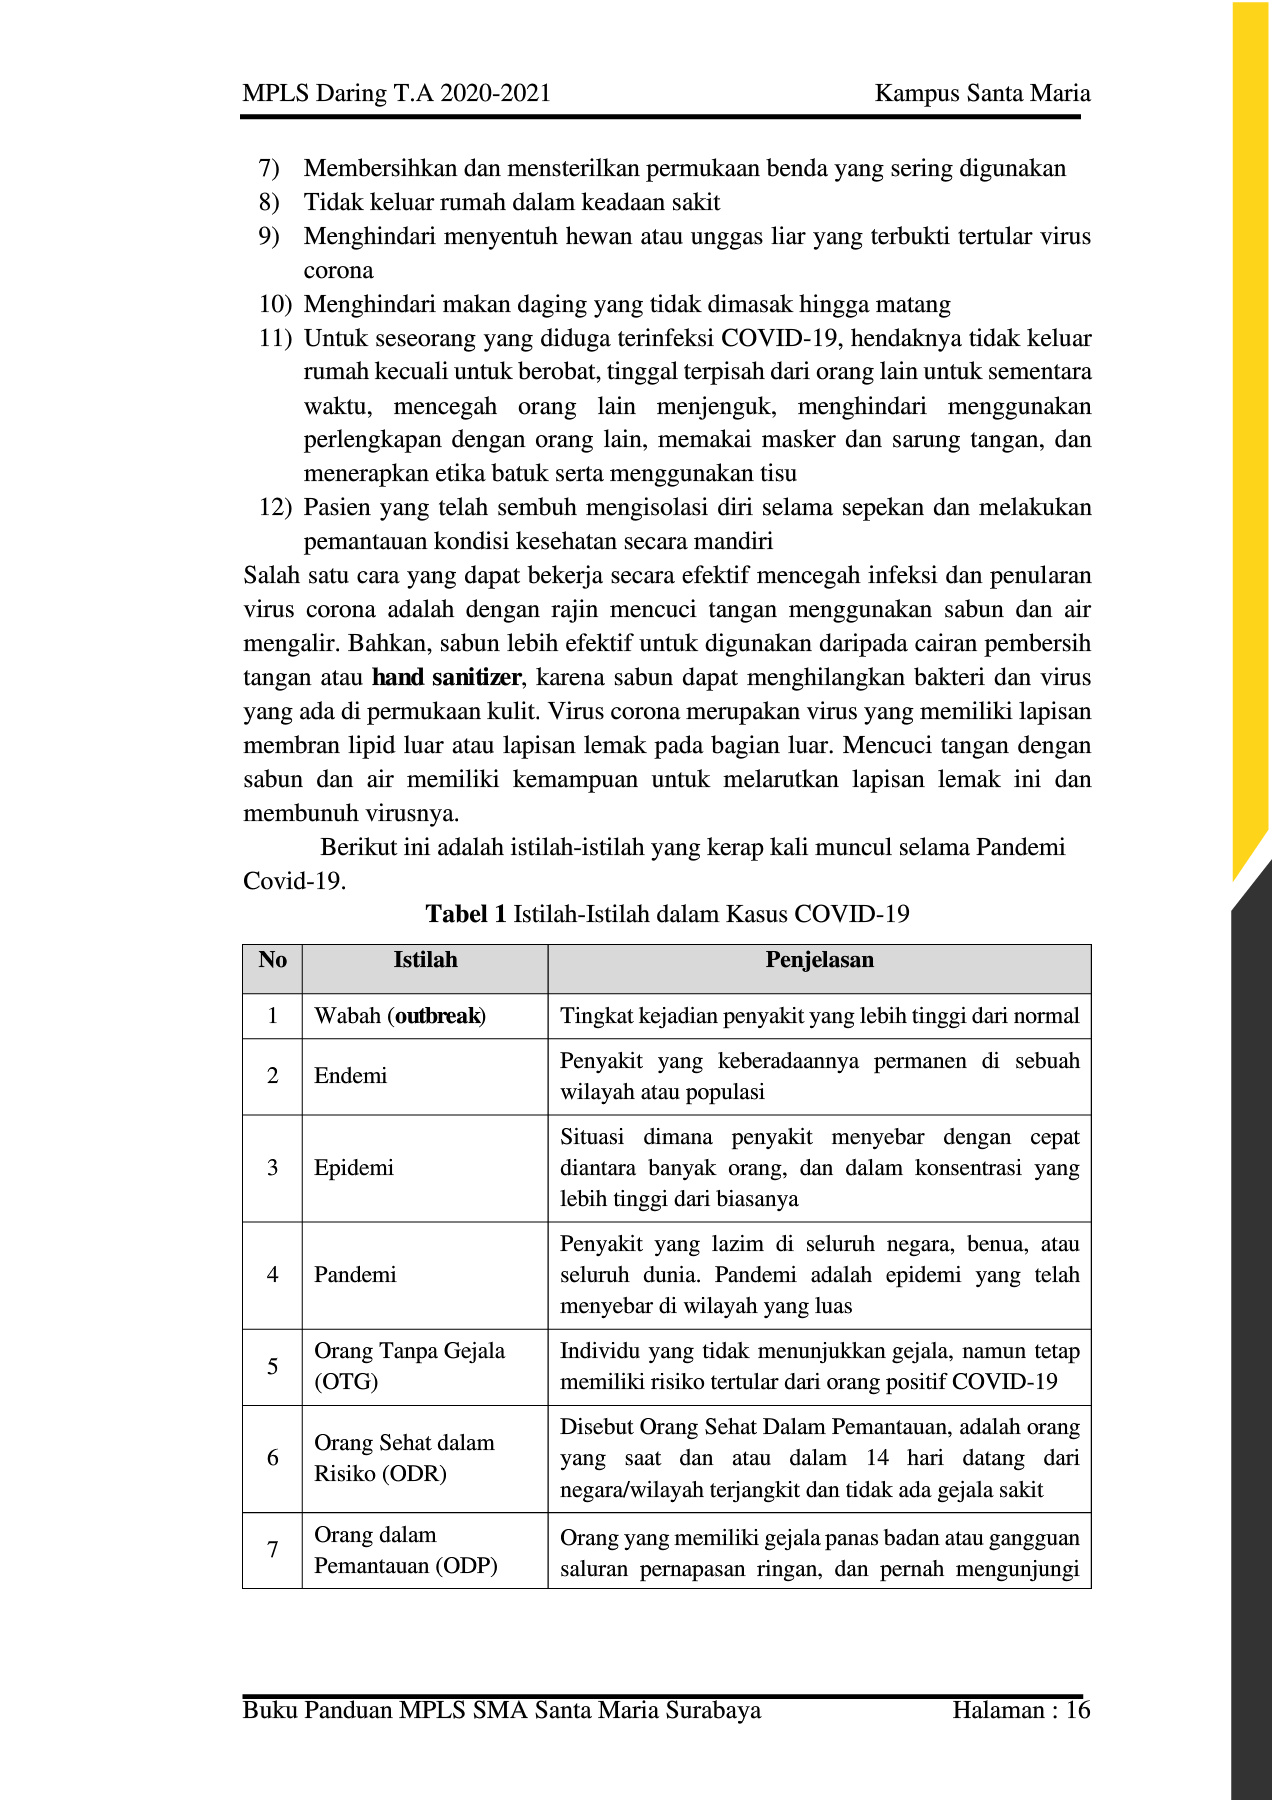 MPLS Daring T.A 2020-2021 Kampus Santa Maria
7) Membersihkan dan mensterilkan permukaan benda yang sering digunakan
8) Tidak keluar rumah dalam keadaan sakit
9) Menghindari menyentuh hewan atau unggas liar yang terbukti tertular virus
corona
10) Menghindari makan daging yang tidak dimasak hingga matang
11) Untuk seseorang yang diduga terinfeksi COVID-19, hendaknya tidak keluar
rumah kecuali untuk berobat, tinggal terpisah dari orang lain untuk sementara
waktu, mencegah orang lain menjenguk, menghindari menggunakan
perlengkapan dengan orang lain, memakai masker dan sarung tangan, dan
menerapkan etika batuk serta menggunakan tisu
12) Pasien yang telah sembuh mengisolasi diri selama sepekan dan melakukan
pemantauan kondisi kesehatan secara mandiri
Salah satu cara yang dapat bekerja secara efektif mencegah infeksi dan penularan
virus corona adalah dengan rajin mencuci tangan menggunakan sabun dan air
mengalir. Bahkan, sabun lebih efektif untuk digunakan daripada cairan pembersih
tangan atau hand sanitizer, karena sabun dapat menghilangkan bakteri dan virus
yang ada di permukaan kulit. Virus corona merupakan virus yang memiliki lapisan
membran lipid luar atau lapisan lemak pada bagian luar. Mencuci tangan dengan
sabun dan air memiliki kemampuan untuk melarutkan lapisan lemak ini dan
membunuh virusnya.
Berikut ini adalah istilah-istilah yang kerap kali muncul selama Pandemi
Covid-19.
Tabel 1 Istilah-Istilah dalam Kasus COVID-19
No Istilah Penjelasan
1 Wabah (outbreak) Tingkat kejadian penyakit yang lebih tinggi dari normal
2 Endemi Penyakit yang keberadaannya permanen di sebuah
wilayah atau populasi
3 Epidemi Situasi dimana penyakit menyebar dengan cepat
diantara banyak orang, dan dalam konsentrasi yang
lebih tinggi dari biasanya
4 Pandemi Penyakit yang lazim di seluruh negara, benua, atau
seluruh dunia. Pandemi adalah epidemi yang telah
menyebar di wilayah yang luas
5 Orang Tanpa Gejala
(OTG)
Individu yang tidak menunjukkan gejala, namun tetap
memiliki risiko tertular dari orang positif COVID-19
6 Orang Sehat dalam
Risiko (ODR)
Disebut Orang Sehat Dalam Pemantauan, adalah orang
yang saat dan atau dalam 14 hari datang dari
negara/wilayah terjangkit dan tidak ada gejala sakit
7 Orang dalam
Pemantauan (ODP)
Orang yang memiliki gejala panas badan atau gangguan
saluran pernapasan ringan, dan pernah mengunjungi
Buku Panduan MPLS SMA Santa Maria Surabaya Halaman : 16